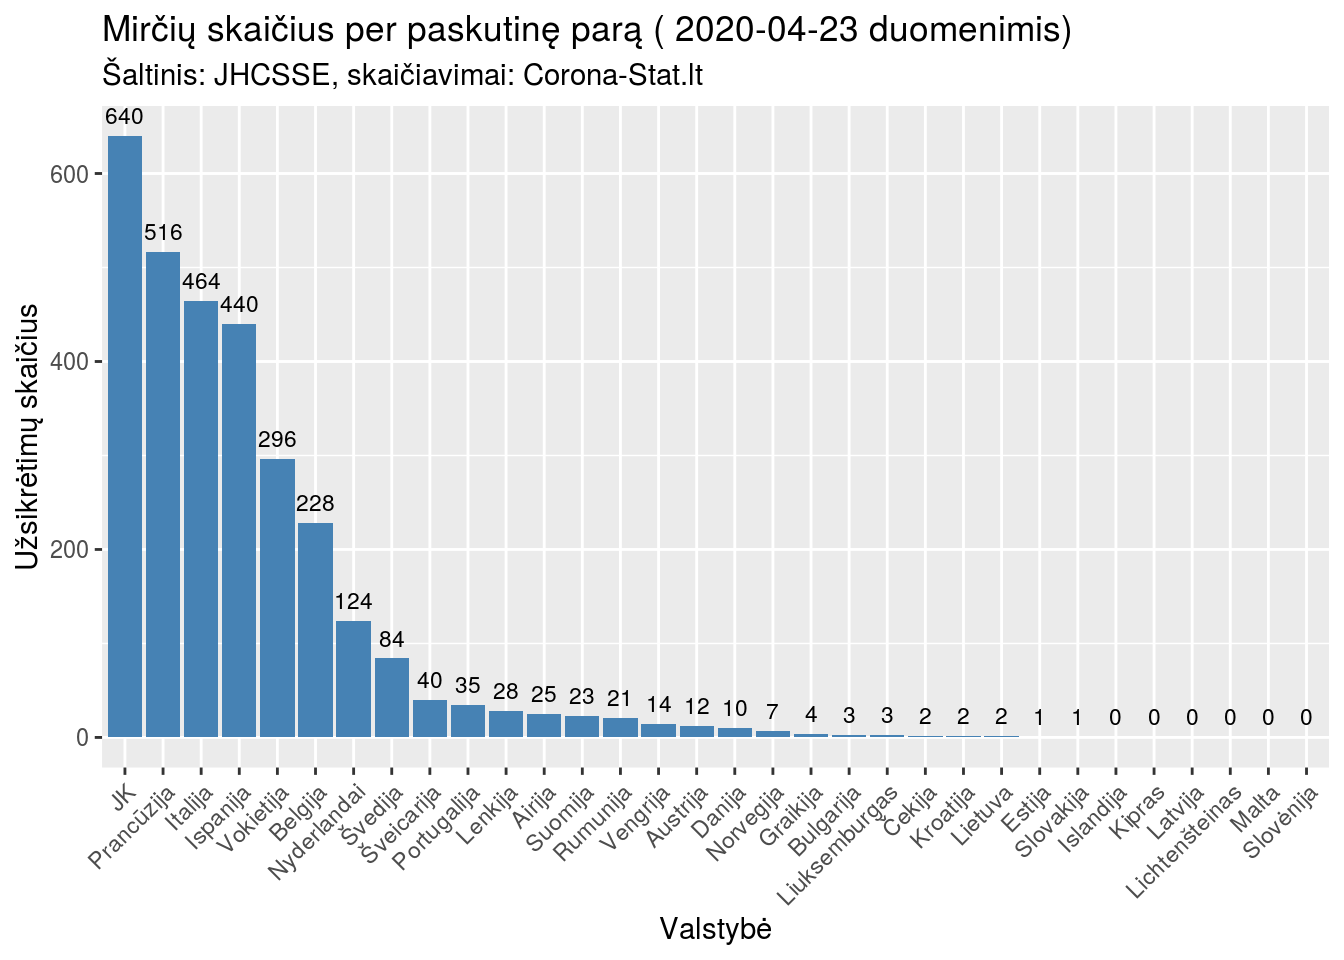 Mirčių skaičius per paskutinę parą ( 2020-04-23 duomenimis)
Šaltinis: JHCSSE, skaičiavimai: Corona-Stat.lt
Užsikrėtimų skaičius
600
400
200
0
640
516
464
440
296
228
124
84
40
35
28
25
23
21
14
12
10
7
4
3
3
2
2
2
1
1
0
0
0
0
0
0
JK
Prancūzija
Italija
Ispanija
Vokietija
Belgija
Nyderlandai
Švedija
Šveicarija
Portugalija
Lenkija
Airija
Suomija
Rumunija
Vengrija
Austrija
Danija
Norvegija
Graikija
Bulgarija
Liuksemburgas
Čekija
Kroatija
Lietuva
Estija
Slovakija
Islandija
Kipras
Latvija
Lichtenšteinas
Malta
Slovėnija
Valstybė